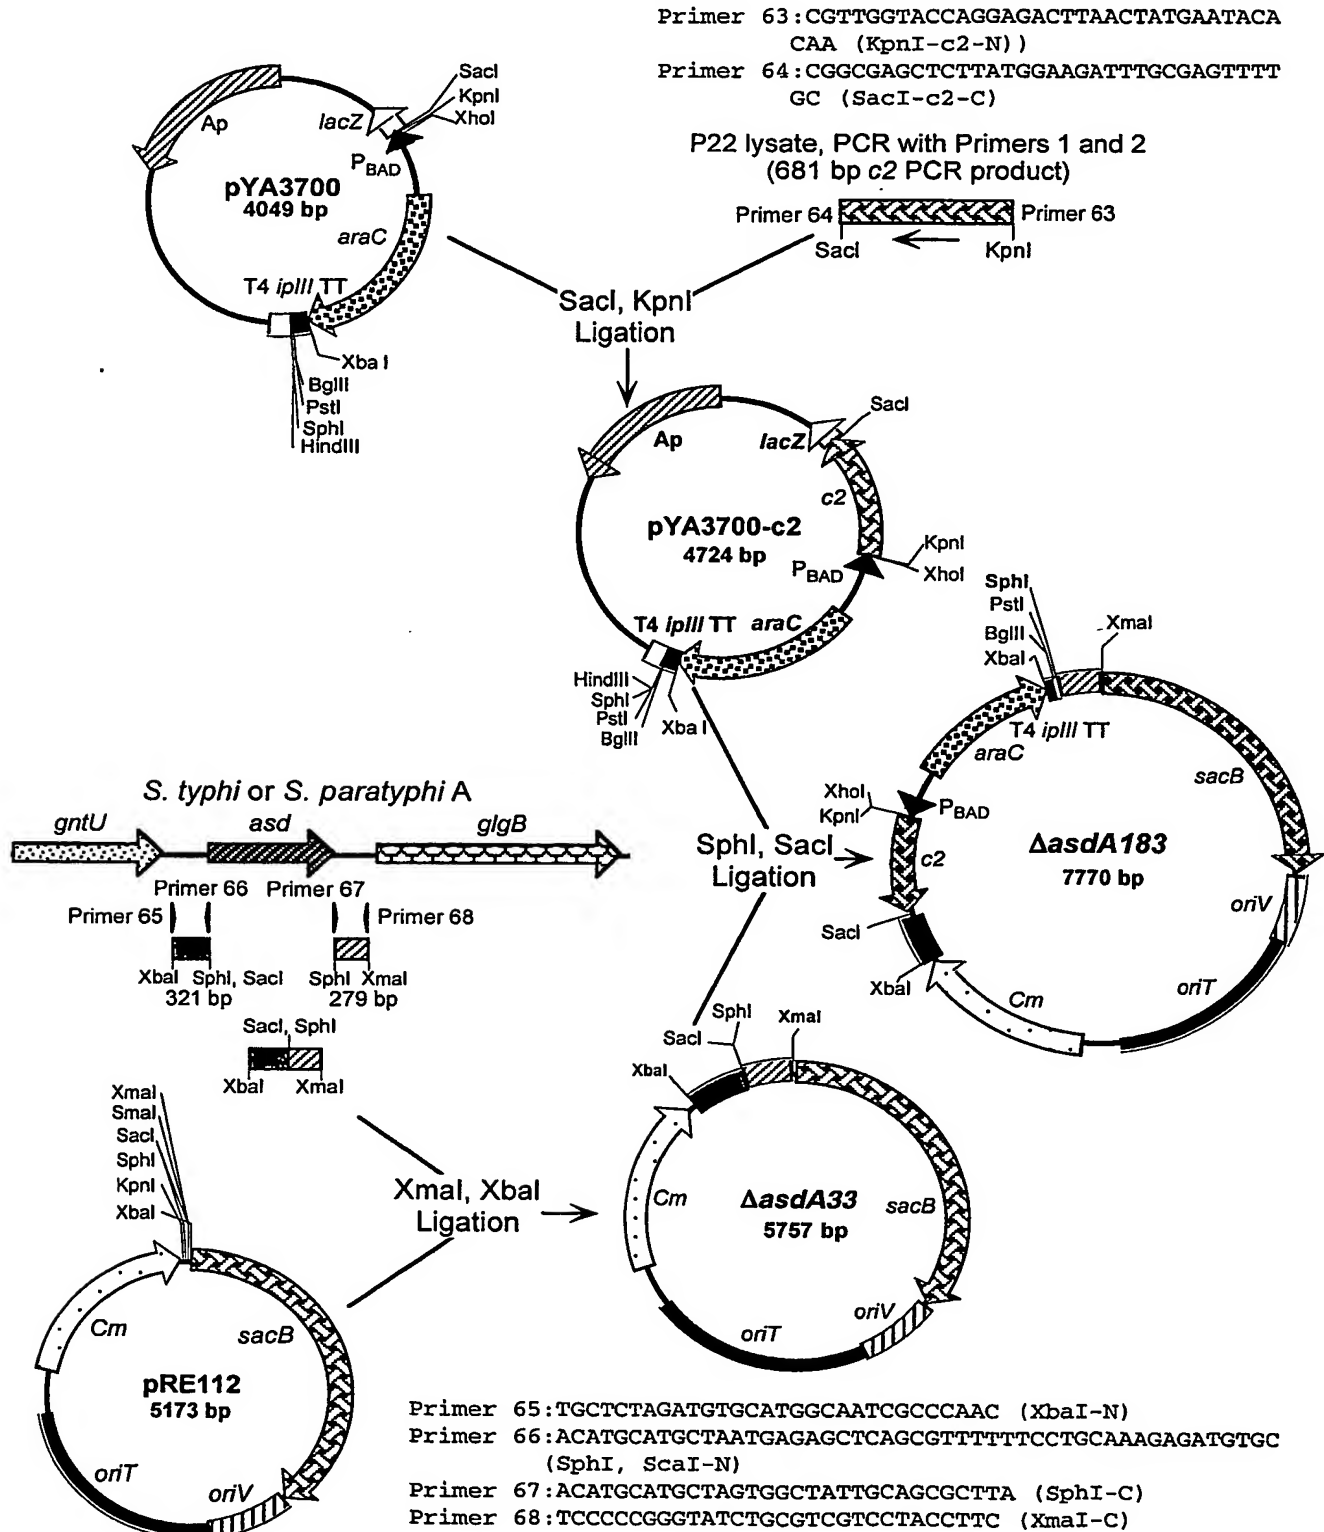 Primer 63:CGTTGGTACCAGGAGACTTAACTATGAATACA
CAA (KpnI-c2-N))
Primer 64:CGGCGAGCTCTTATGGAAGATTTGCGAGTTTT
GC (SacI-c2-C)
P22 lysate, PCR with Primers 1 and 2
(681 bp c2 PCR product)
Primer 64
Primer 63
SacI
KpnI
SacI
KpnI
XhoI
lacZ
Ap
PBAD
pYA3700
4049 bp
araC
T4 ipIII TT
Xba I
BglII
PstI
SphI
HindIII
SacI, KpnI
Ligation
SacI
lacZ
Ap
c2
pYA3700-c2
4724 bp
KpnI
XhoI
PBAD
T4 ipIII TT araC
HindIII
SphI
PstI
BglII
Xba I
SphI
PstI
BglII
XbaI
XmaI
T4 ipIII TT
araC
sacB
XhoI
KpnI
PBAD
c2
ΔasdA183
7770 bp
oriV
SacI
XbaI
Cm
oriT
SphI, SacI
Ligation
S. typhi or S. paratyphi A
gntU
asd
glgB
Primer 66 Primer 67
Primer 65
Primer 68
XbaI SphI, SacI
321 bp
SphI XmaI
279 bp
SacI, SphI
XbaI
XmaI
SacI
SphI
XmaI
XbaI
Cm
ΔasdA33
5757 bp
sacB
oriV
oriT
XmaI, XbaI
Ligation
XmaI
SmaI
SacI
SphI
KpnI
XbaI
Cm
sacB
pRE112
5173 bp
oriT
oriV
Primer 65:TGCTCTAGATGTGCATGGCAATCGCCCAAC (XbaI-N)
Primer 66:ACATGCATGCTAATGAGAGCTCAGCGTTTTTTCCTGCAAAGAGATGTGC
(SphI, ScaI-N)
Primer 67:ACATGCATGCTAGTGGCTATTGCAGCGCTTA (SphI-C)
Primer 68:TCCCCCGGGTATCTGCGTCGTCCTACCTTC (XmaI-C)